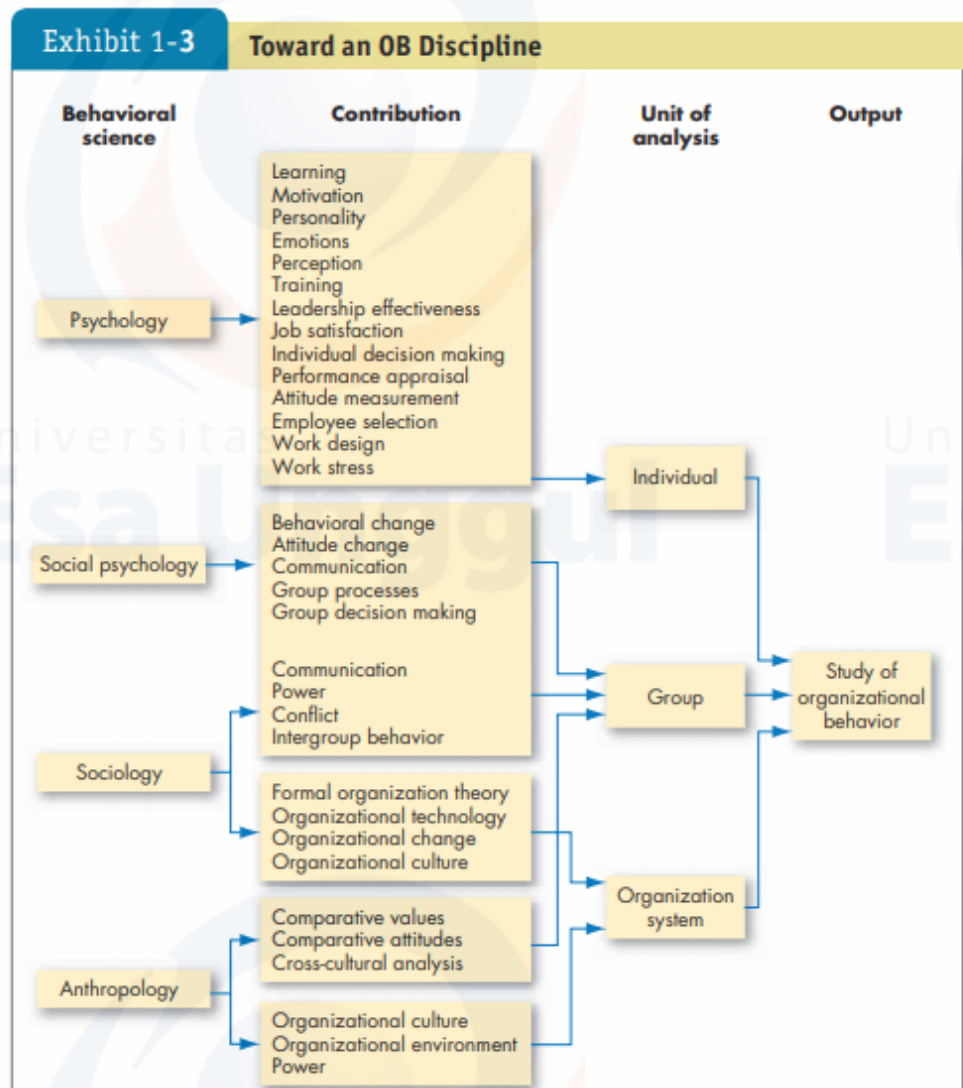 Exhibit 1-3
Toward an OB Discipline
Behavioral
science
Contribution
Unit of
analysis
Output
Psychology
Learning
Motivation
Personality
Emotions
Perception
Training
Leadership effectiveness
Job satisfaction
Individual decision making
Performance appraisal
Attitude measurement
Employee selection
Work design
Work stress
Individual
Social psychology
Behavioral change
Attitude change
Communication
Group processes
Group decision making
Communication
Power
Conflict
Intergroup behavior
Group
Study of
organizational
behavior
Sociology
Formal organization theory
Organizational technology
Organizational change
Organizational culture
Organization
system
Anthropology
Comparative values
Comparative attitudes
Cross-cultural analysis
Organizational culture
Organizational environment
Power
niversitas
Esa Unggul
Un
E